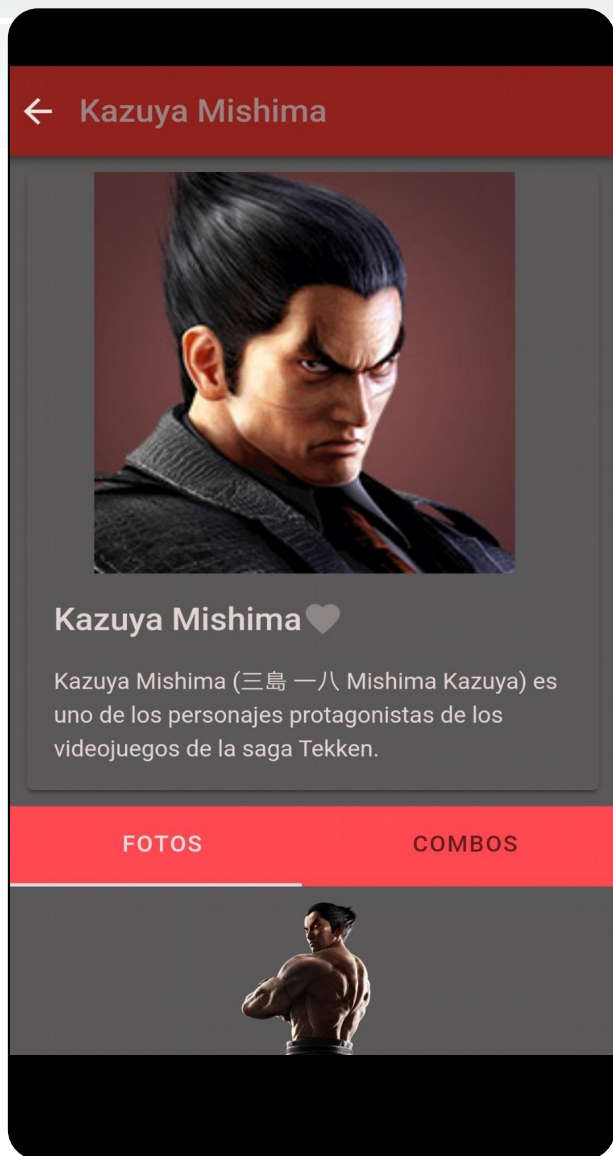 Kazuya Mishima
Kazuya Mishima
Kazuya Mishima (三島 一八 Mishima Kazuya) es
uno de los personajes protagonistas de los
videojuegos de la saga Tekken.
FOTOS
COMBOS